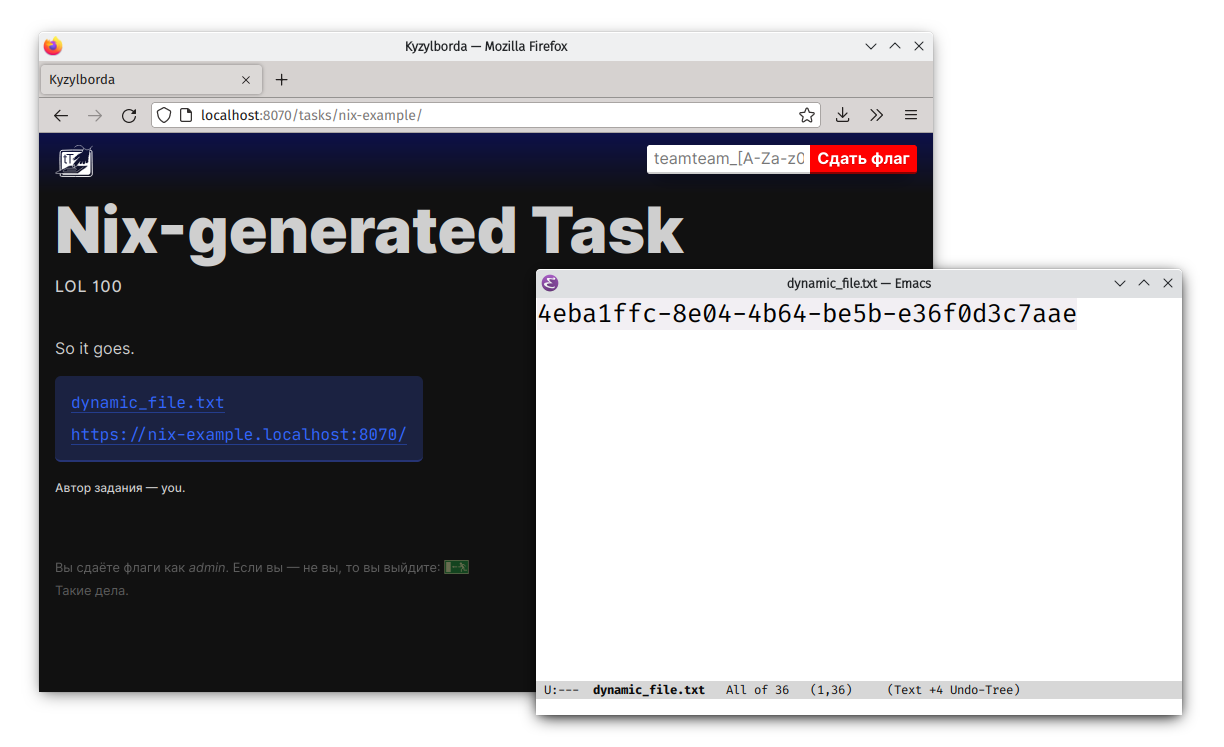 Kyzylborda — Mozilla Firefox
Kyzylborda
localhost:8070/tasks/nix-example/
tT
teamteam_[A-Za-z0
Сдать флаг
Nix-generated Task
LOL 100
So it goes.
dynamic_file.txt
https://nix-example.localhost:8070/
Автор задания — you.
Вы сдаёте флаги как admin. Если вы — не вы, то вы выйдите:
Такие дела.
dynamic_file.txt — Emacs
4eba1ffc-8e04-4b64-be5b-e36f0d3c7aae
U:--- dynamic_file.txt All of 36 (1,36) (Text +4 Undo-Tree)